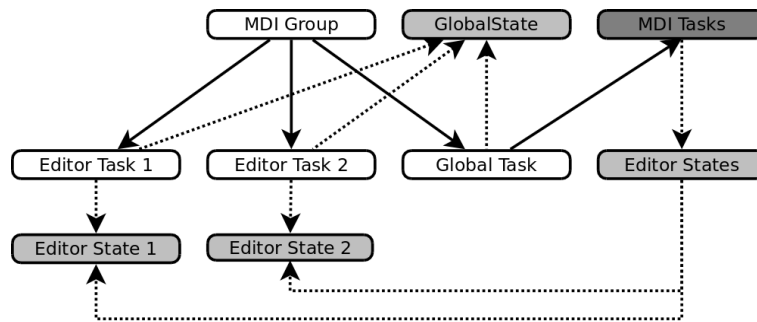 MDI Group
GlobalState
MDI Tasks
Editor Task 1
Editor Task 2
Global Task
Editor States
Editor State 1
Editor State 2